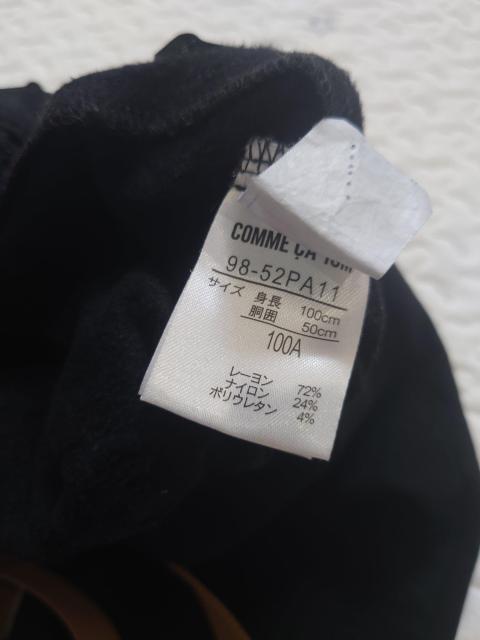 COMME ÇA ISM
98-52PA11
サイズ 身長 100cm
胴囲 50cm
100A
レーヨン 72%
ナイロン 24%
ポリウレタン 4%